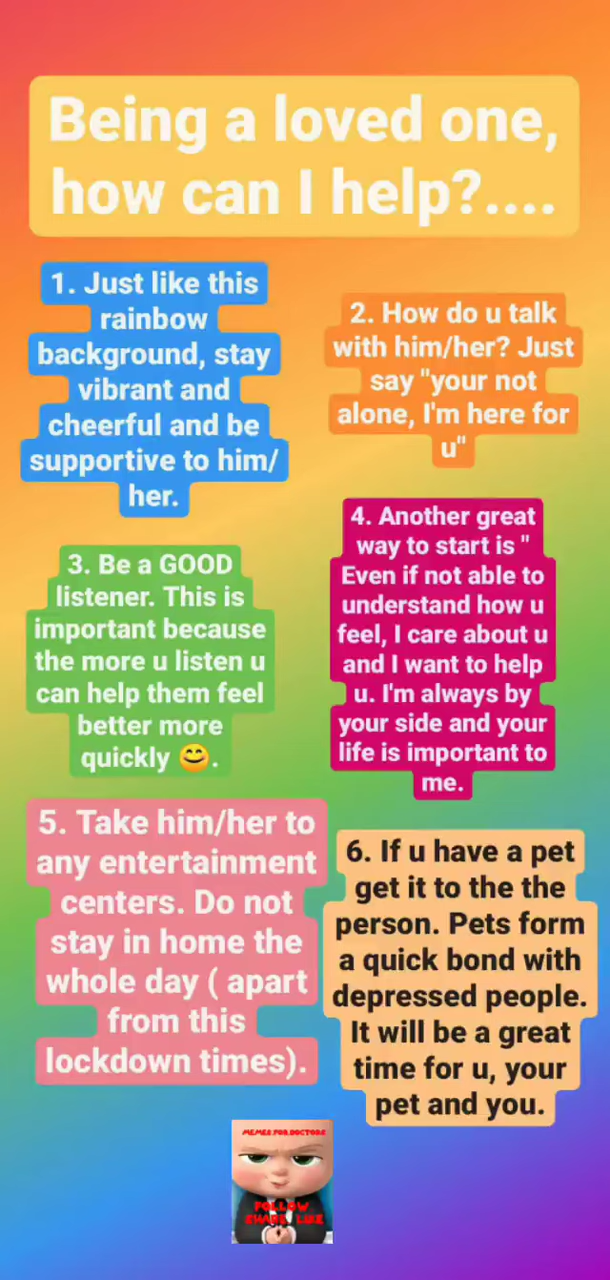 Being a loved one,
how can I help?....
1. Just like this
rainbow
background, stay
vibrant and
cheerful and be
supportive to him/
her.
2. How do u talk
with him/her? Just
say "your not
alone, I'm here for
u"
3. Be a GOOD
listener. This is
important because
the more u listen u
can help them feel
better more
quickly 😊.
4. Another great
way to start is "
Even if not able to
understand how u
feel, I care about u
and I want to help
u. I'm always by
your side and your
life is important to
me.
5. Take him/her to
any entertainment
centers. Do not
stay in home the
whole day ( apart
from this
lockdown times).
6. If u have a pet
get it to the the
person. Pets form
a quick bond with
depressed people.
It will be a great
time for u, your
pet and you.
MEMES FOR DOCTORS
FOLLOW
SHARE LIKE